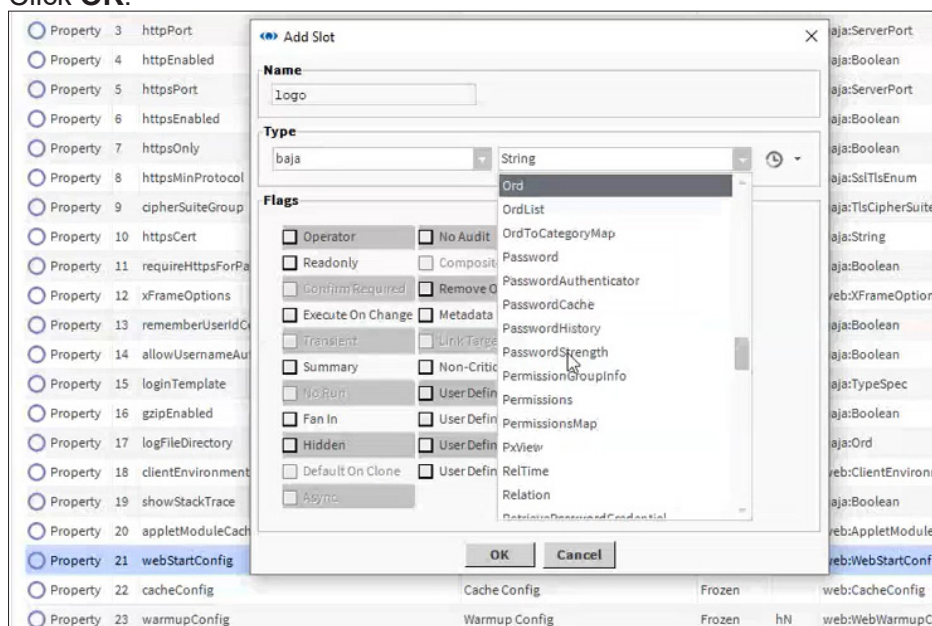 Click OK.
Property 3 httpPort
Add Slot
aja:ServerPort
Property 4 httpEnabled
aja:Boolean
Name
Property 5 httpsPort
logo
aja:ServerPort
Property 6 httpsEnabled
aja:Boolean
Type
Property 7 httpsOnly
baja
String
aja:Boolean
Property 8 httpsMinProtocol
Ord
aja:SslTlsEnum
Flags
Property 9 cipherSuiteGroup
OrdList
aja:TlsCipherSuite
Property 10 httpsCert
Operator
No Audit
OrdToCategoryMap
aja:String
Property 11 requireHttpsForPa
Readonly
Composit
Password
aja:Boolean
Confirm Required
Remove O
PasswordAuthenticator
Property 12 xFrameOptions
web:XFrameOption
Execute On Change
Metadata
PasswordCache
Property 13 rememberUserIdCo
aja:Boolean
Transient
Link Targe
PasswordHistory
Property 14 allowUsernameAu
aja:Boolean
Summary
Non-Critic
PasswordStrength
Property 15 loginTemplate
PermissionGroupInfo
aja:TypeSpec
No Run
User Defin
Permissions
Property 16 gzipEnabled
aja:Boolean
Fan In
User Defin
PermissionsMap
Property 17 logFileDirectory
Hidden
User Defin
PxView
aja:Ord
Property 18 clientEnvironment
Default On Clone
User Defin
RelTime
web:ClientEnviron
Property 19 showStackTrace
Async
Relation
aja:Boolean
RetrievePasswordCredential
Property 20 appletModuleCach
web:AppletModule
OK
Cancel
Property 21 webStartConfig
web:WebStartConf
Property 22 cacheConfig Cache Config Frozen web:CacheConfig
Property 23 warmupConfig Warmup Config Frozen hN web:WebWarmupC